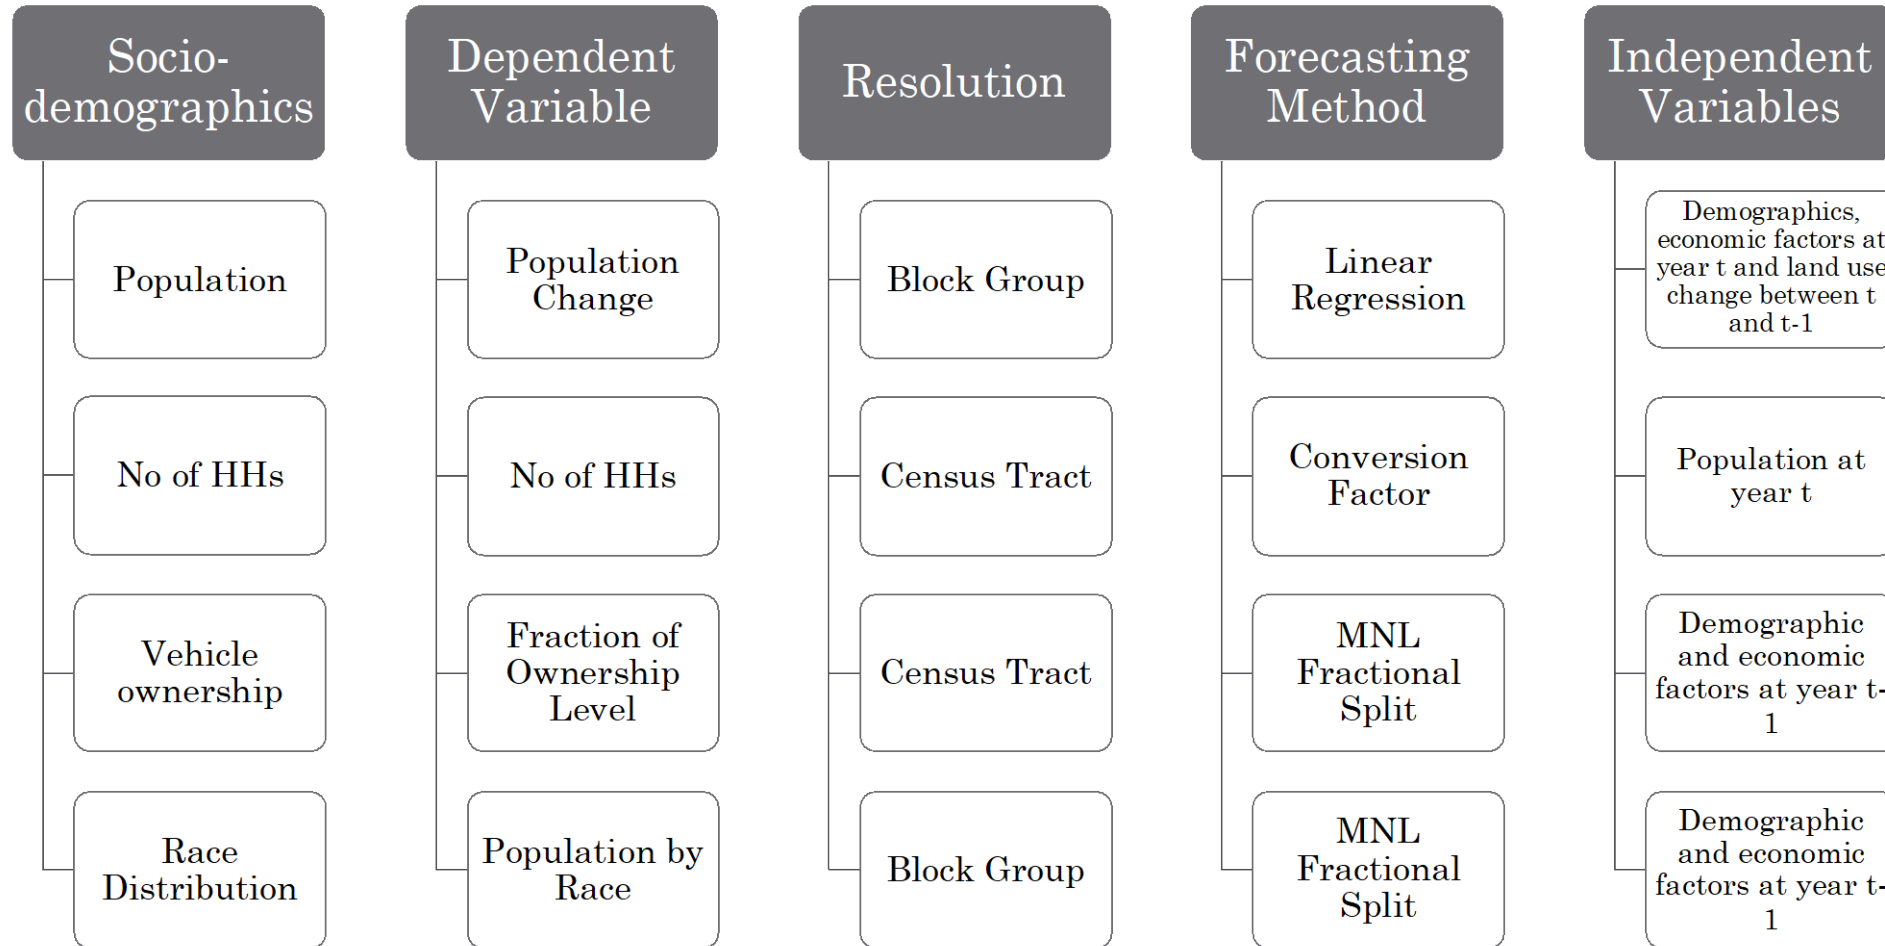 Socio-
demographics
Population
No of HHs
Vehicle
ownership
Race
Distribution
Dependent
Variable
Population
Change
No of HHs
Fraction of
Ownership
Level
Population by
Race
Resolution
Block Group
Census Tract
Census Tract
Block Group
Forecasting
Method
Linear
Regression
Conversion
Factor
MNL
Fractional
Split
MNL
Fractional
Split
Independent
Variables
Demographics,
economic factors at
year t and land use
change between t
and t-1
Population at
year t
Demographic
and economic
factors at year t-
1
Demographic
and economic
factors at year t-
1